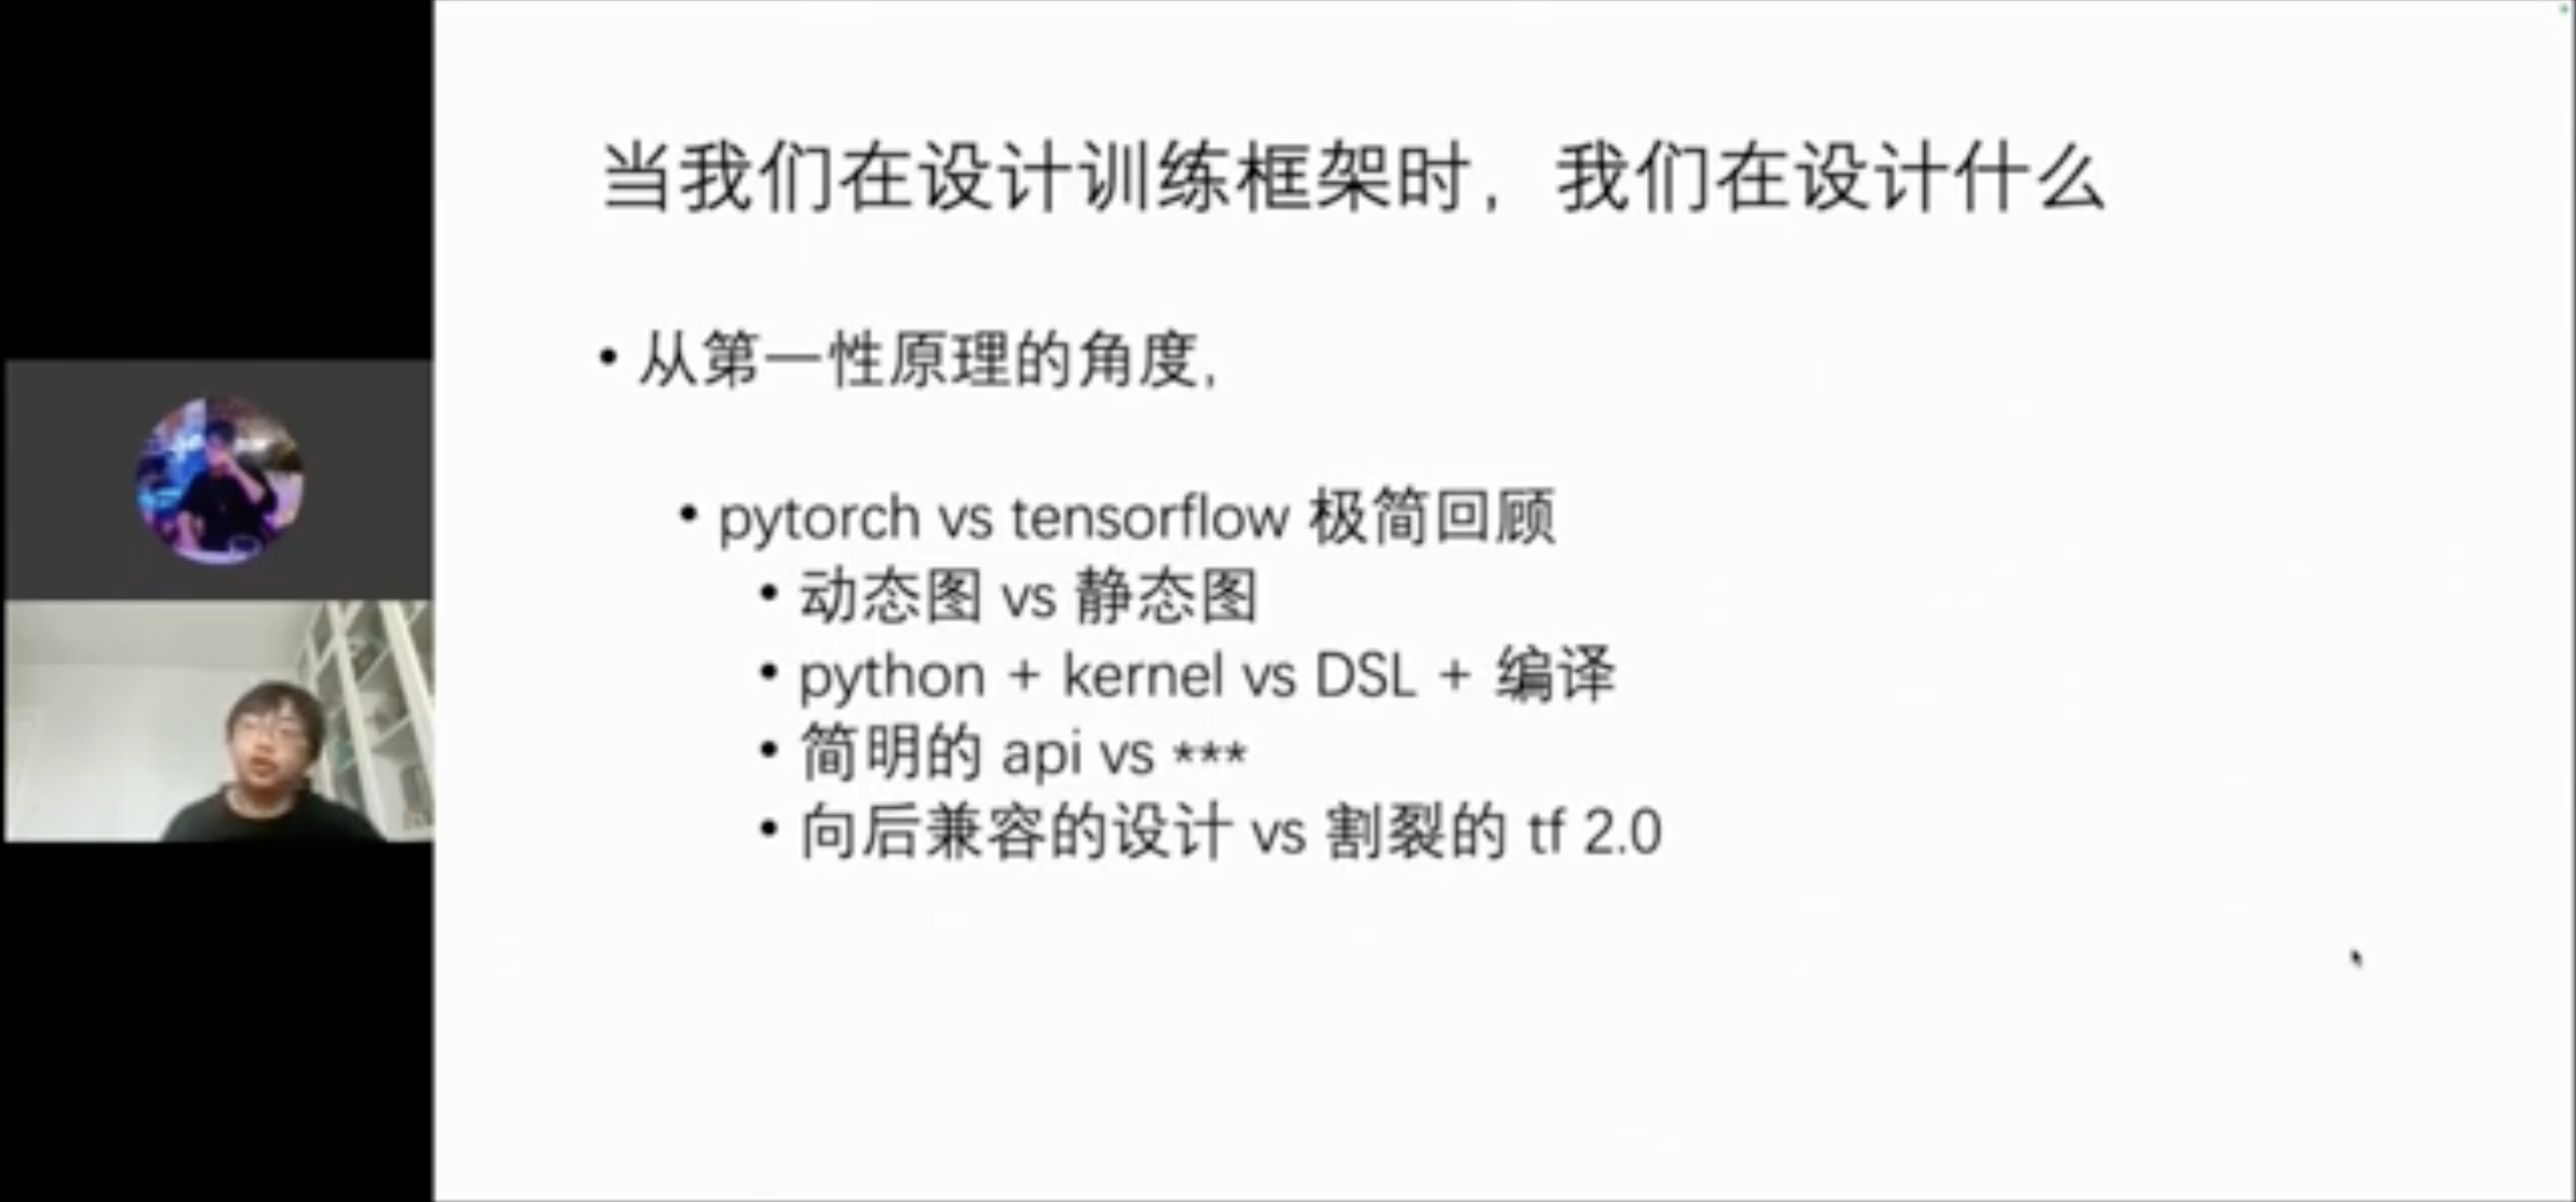 当我们在设计训练框架时，我们在设计什么
• 从第一性原理的角度，
• pytorch vs tensorflow 极简回顾
• 动态图 vs 静态图
• python + kernel vs DSL + 编译
• 简明的 api vs ***
• 向后兼容的设计 vs 割裂的 tf 2.0